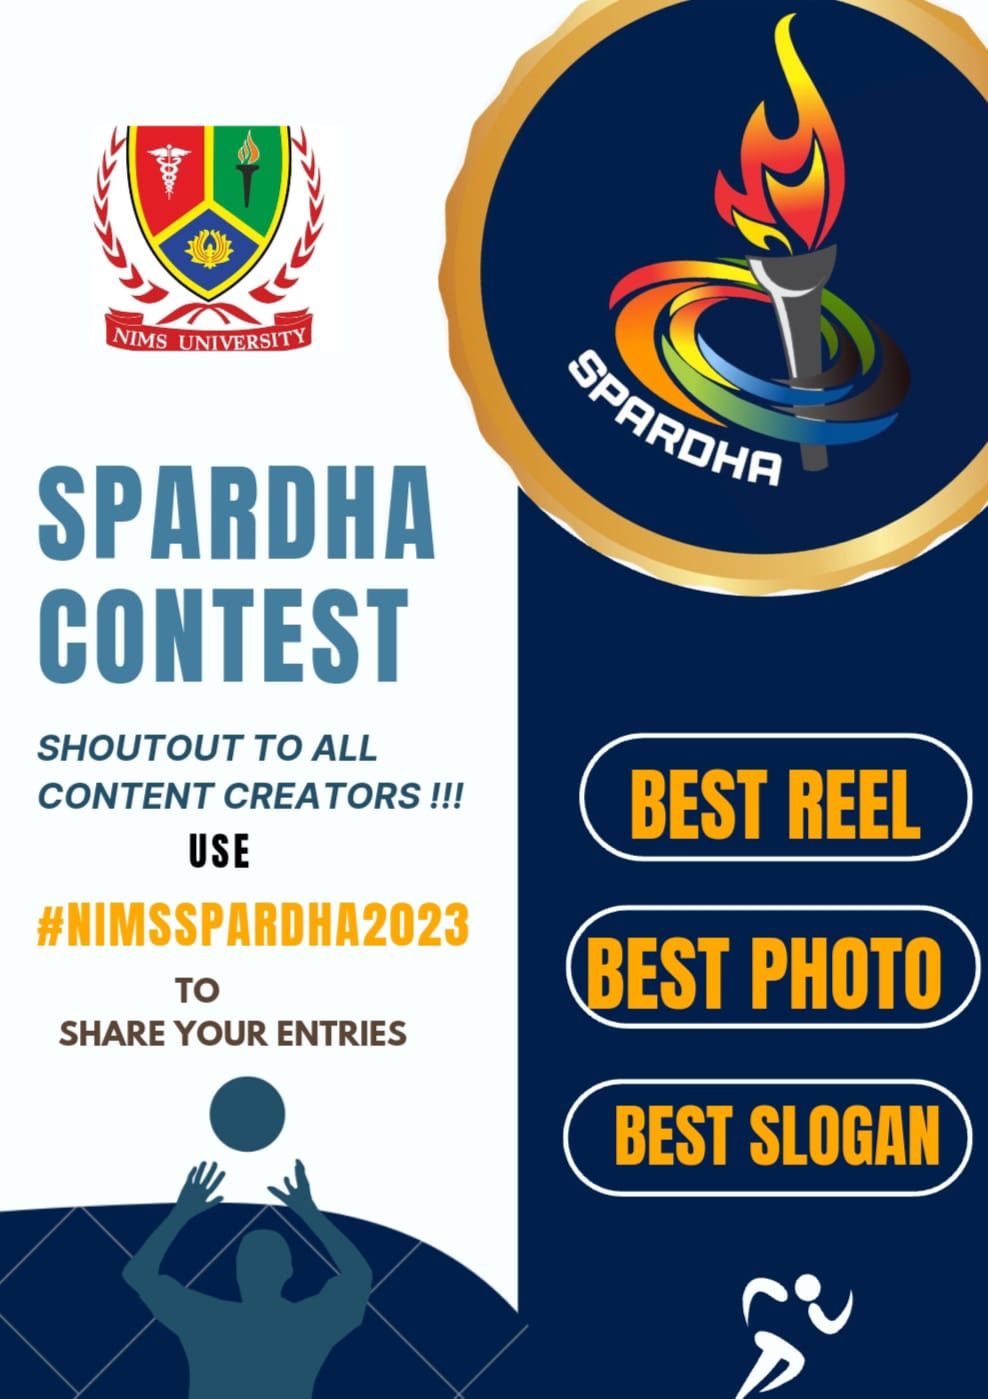 NIMS UNIVERSITY
SPARDHA
SPARDHA
CONTEST
SHOUTOUT TO ALL
CONTENT CREATORS !!!
USE
#NIMSSPARDHA2023
TO
SHARE YOUR ENTRIES
BEST REEL
BEST PHOTO
BEST SLOGAN